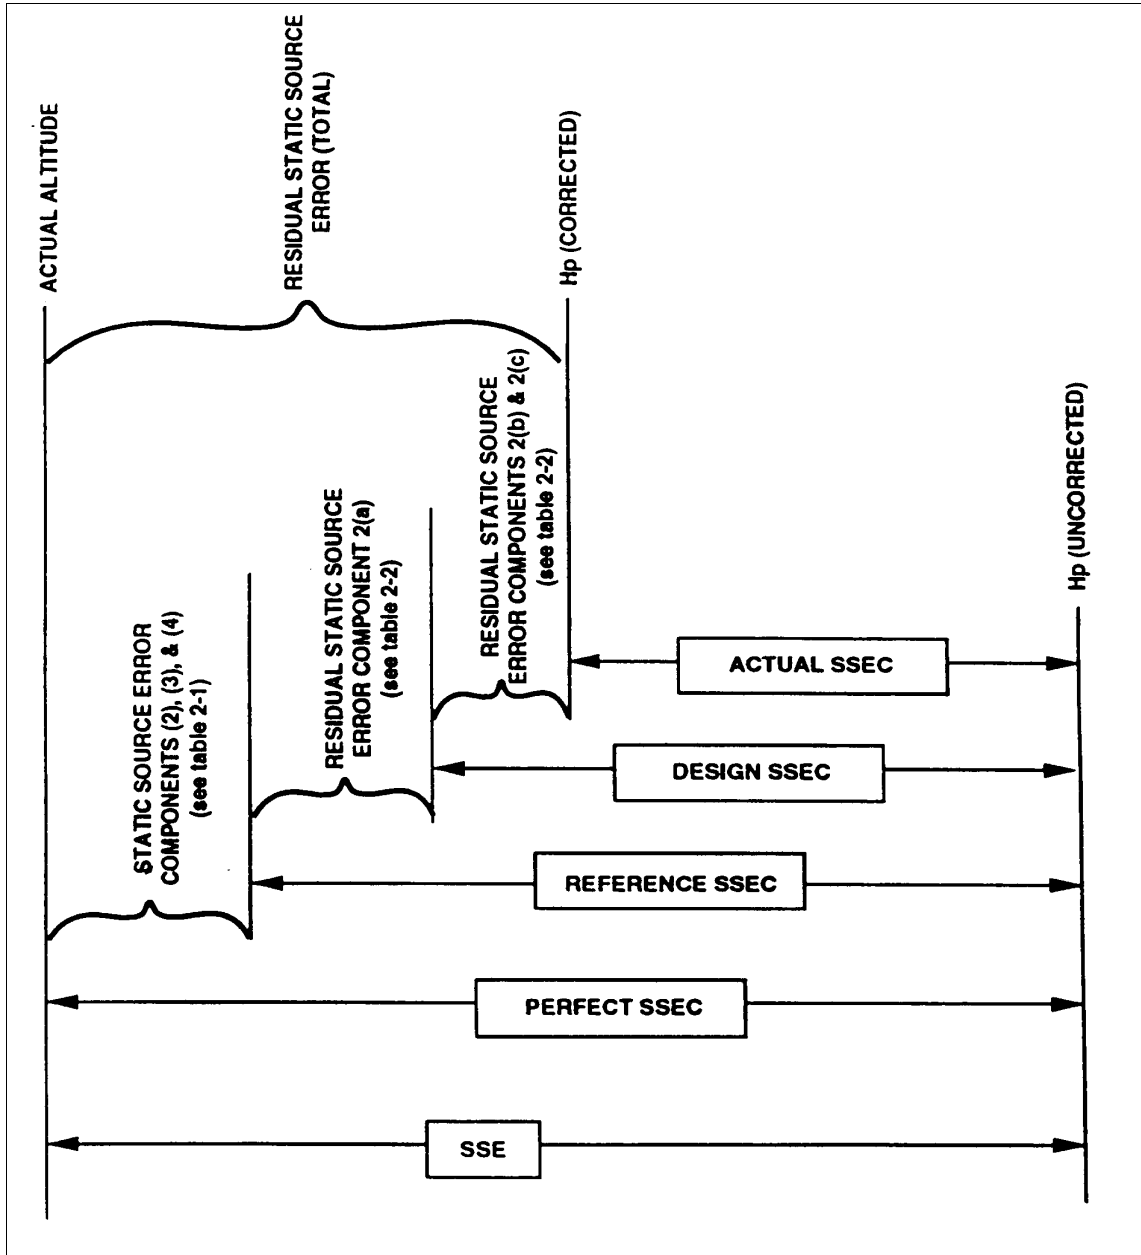 ACTUAL ALTITUDE
RESIDUAL STATIC SOURCE
ERROR (TOTAL)
Hp (CORRECTED)
RESIDUAL STATIC SOURCE
ERROR COMPONENTS 2(b) & 2(c)
(see table 2-2)
RESIDUAL STATIC SOURCE
ERROR COMPONENT 2(a)
(see table 2-2)
STATIC SOURCE ERROR
COMPONENTS (2), (3), & (4)
(see table 2-1)
Hp (UNCORRECTED)
ACTUAL SSEC
DESIGN SSEC
REFERENCE SSEC
PERFECT SSEC
SSE